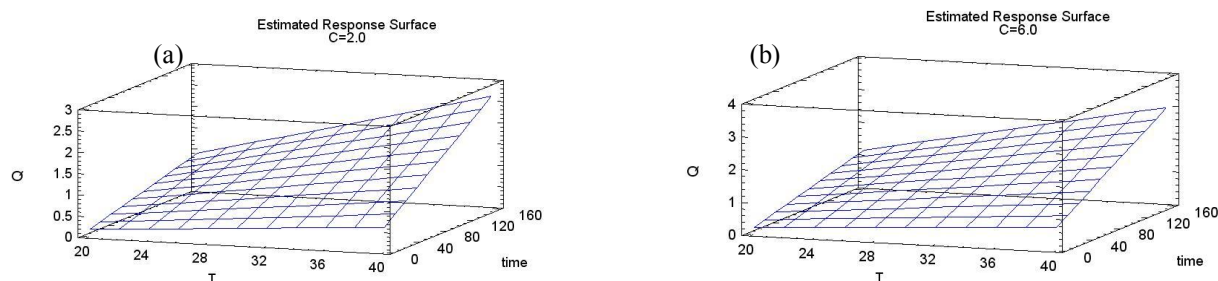 Estimated Response Surface
C=2.0
(a)
3
2.5
2
1.5
1
0.5
0
Q
20 24 28 32 36 40
T
0 40 80 120 160
time
Estimated Response Surface
C=6.0
(b)
4
3
2
1
0
Q
20 24 28 32 36 40
T
0 40 80 120 160
time